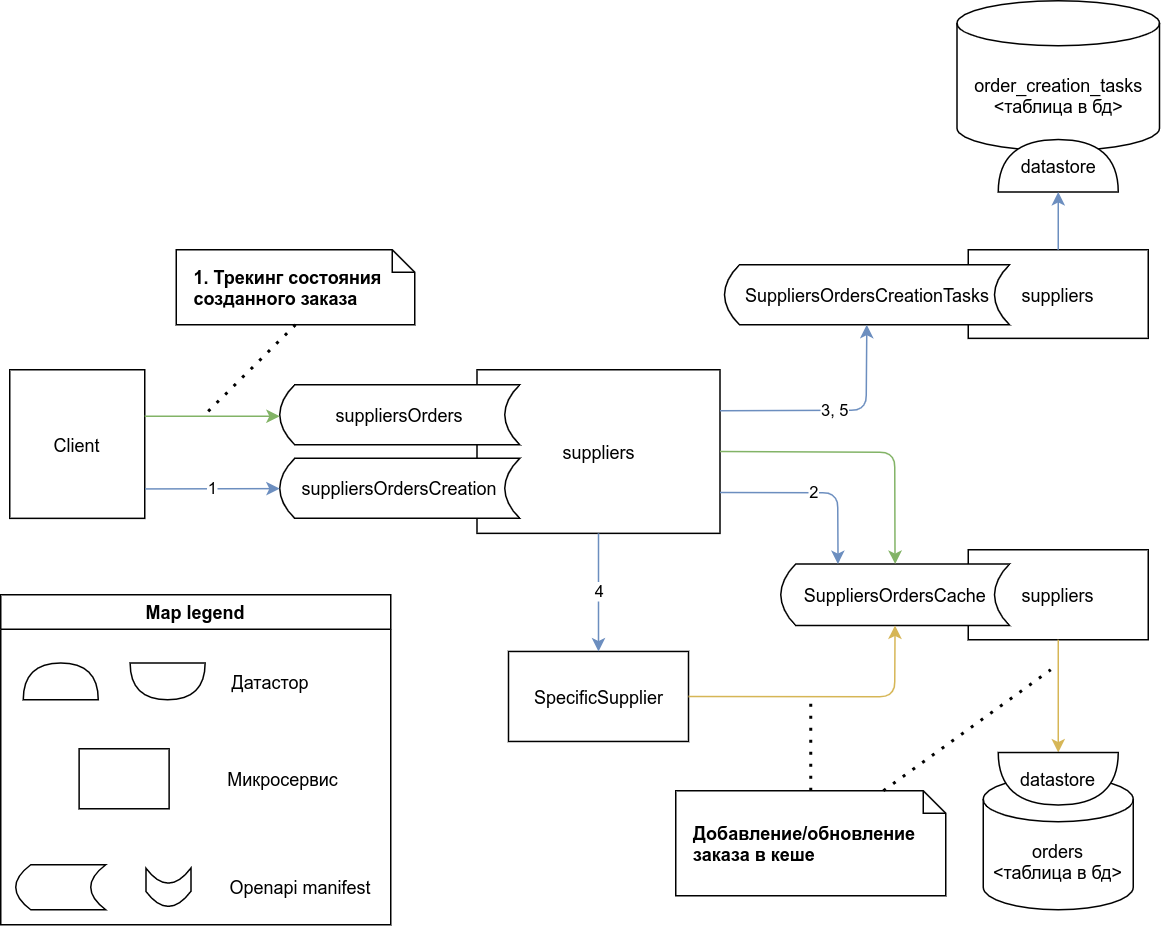 order_creation_tasks
<таблица в бд>
datastore
1. Трекинг состояния
созданного заказа
SuppliersOrdersCreationTasks
suppliers
Client
suppliersOrders
suppliers
3, 5
1
suppliersOrdersCreation
2
4
SuppliersOrdersCache
suppliers
SpecificSupplier
Map legend
Датастор
Микросервис
Openapi manifest
Добавление/обновление
заказа в кеше
datastore
orders
<таблица в бд>